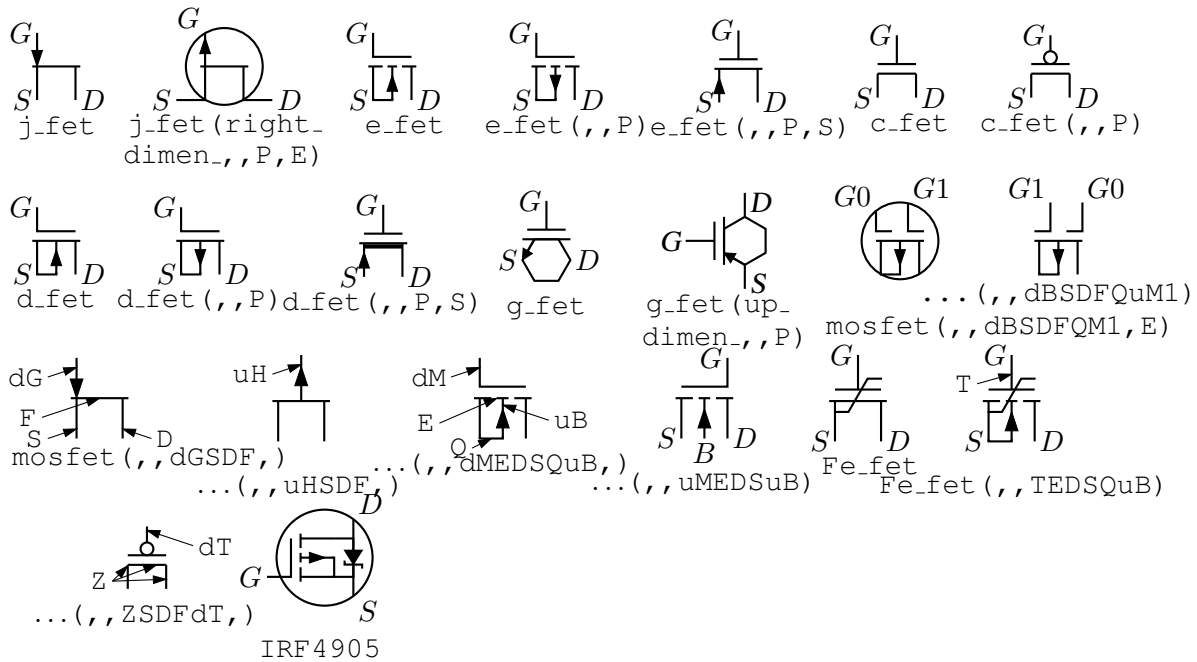 G G G G G G G
S D S D S D S D S D S D S D
j_fet j_fet(right_ e_fet e_fet(,,P) e_fet(,,P,S) c_fet c_fet(,,P)
dimen_,,P,E)
G G G G G D S G0 G1 G1 G0
S D S D S D S D
d_fet d_fet(,,P) d_fet(,,P,S) g_fet g_fet(up_ ...(,,dBSDFQuM1)
dimen_,,P) mosfet(,,dBSDFQM1,E)
dG uH dM G G T G
F E uB
S D Q S B D S D S D
mosfet(,,dGSDF,) ...(,,uHSDF,) ...(,,dMEDSQuB,) ...(,,uMEDSuB) Fe_fet Fe_fet(,,TEDSQuB)
D
dT
Z G
S
...(,,ZSDFdT,)
IRF4905